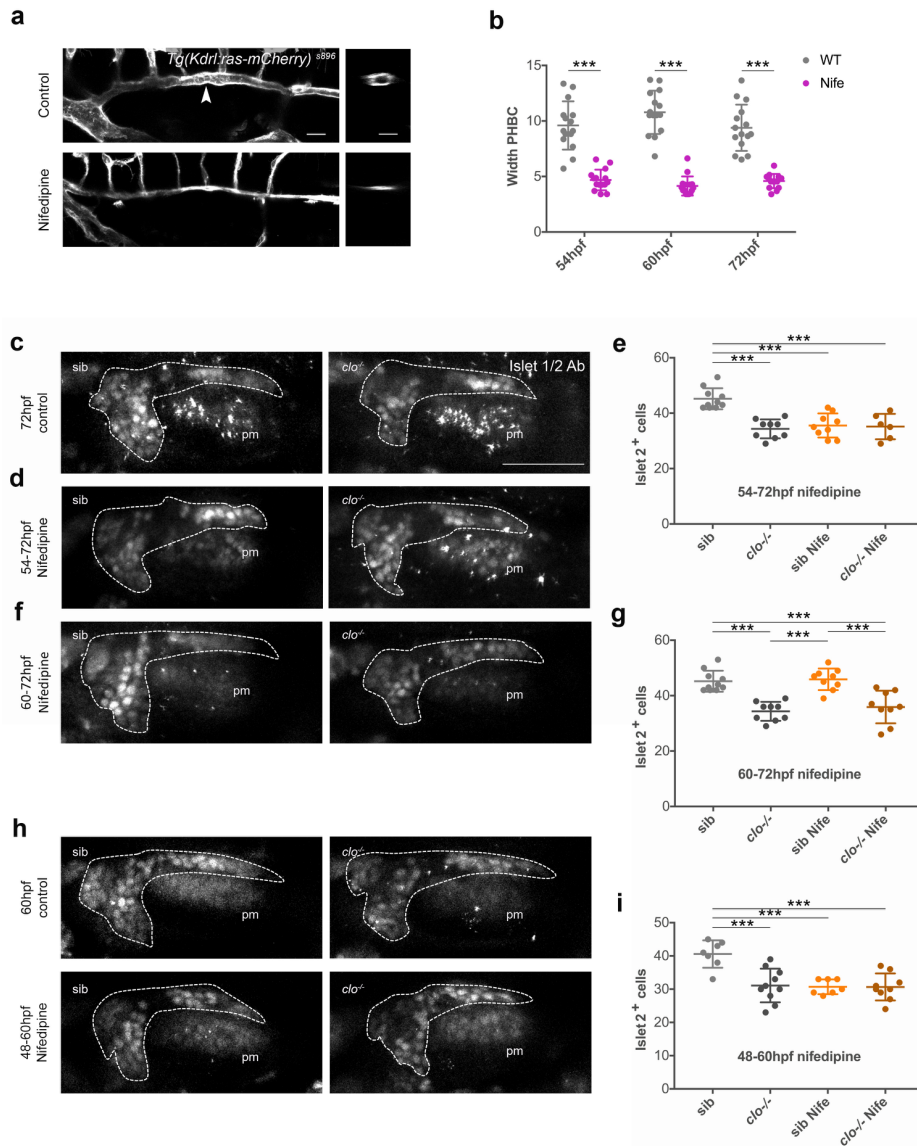 a
Tg(Kdrl:ras-mCherry) s896
Control
Nifedipine
b
***
***
***
WT
Nife
Width PHBC
15
10
5
0
54hpf
60hpf
72hpf
c
sib
pm
clo-/-
Islet 1/2 Ab
pm
72hpf
control
d
sib
pm
clo-/-
pm
54-72hpf
Nifedipine
e
***
***
***
Islet 2+ cells
60
40
20
0
54-72hpf nifedipine
sib
clo-/-
sib Nife
clo-/- Nife
f
sib
pm
clo-/-
pm
60-72hpf
Nifedipine
g
***
***
***
***
Islet 2+ cells
60
40
20
0
60-72hpf nifedipine
sib
clo-/-
sib Nife
clo-/- Nife
h
sib
pm
clo-/-
pm
60hpf
control
sib
pm
clo-/-
pm
48-60hpf
Nifedipine
i
***
***
***
Islet 2+ cells
50
40
30
20
10
0
48-60hpf nifedipine
sib
clo-/-
sib Nife
clo-/- Nife